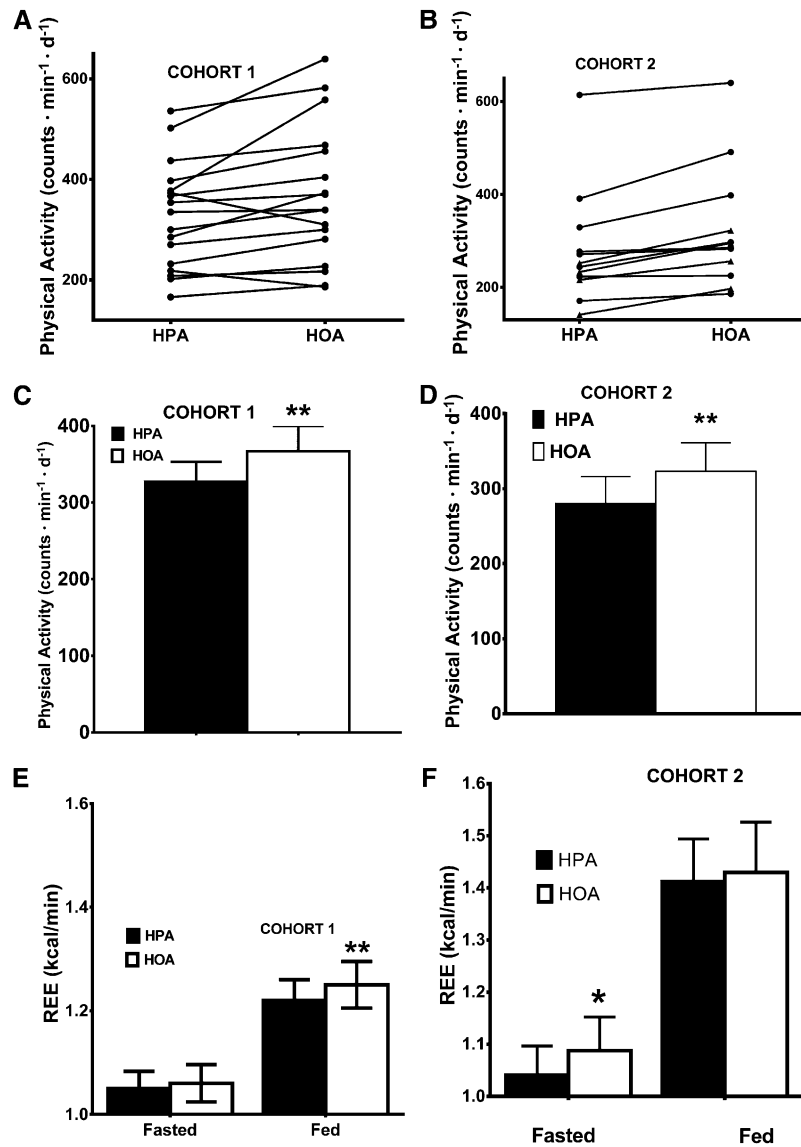 A
Physical Activity (counts · min⁻¹ · d⁻¹)
COHORT 1
600
400
200
HPA
HOA
B
Physical Activity (counts · min⁻¹ · d⁻¹)
COHORT 2
600
400
200
HPA
HOA
C
Physical Activity (counts · min⁻¹ · d⁻¹)
COHORT 1
**
HPA
HOA
400
300
200
100
0
D
Physical Activity (counts · min⁻¹ · d⁻¹)
COHORT 2
**
HPA
HOA
400
300
200
100
0
E
REE (kcal/min)
1.6
1.4
1.2
1.0
COHORT 1
HPA
HOA
**
Fasted
Fed
F
REE (kcal/min)
COHORT 2
1.6
1.5
1.4
1.3
1.2
1.1
1.0
HPA
HOA
*
Fasted
Fed